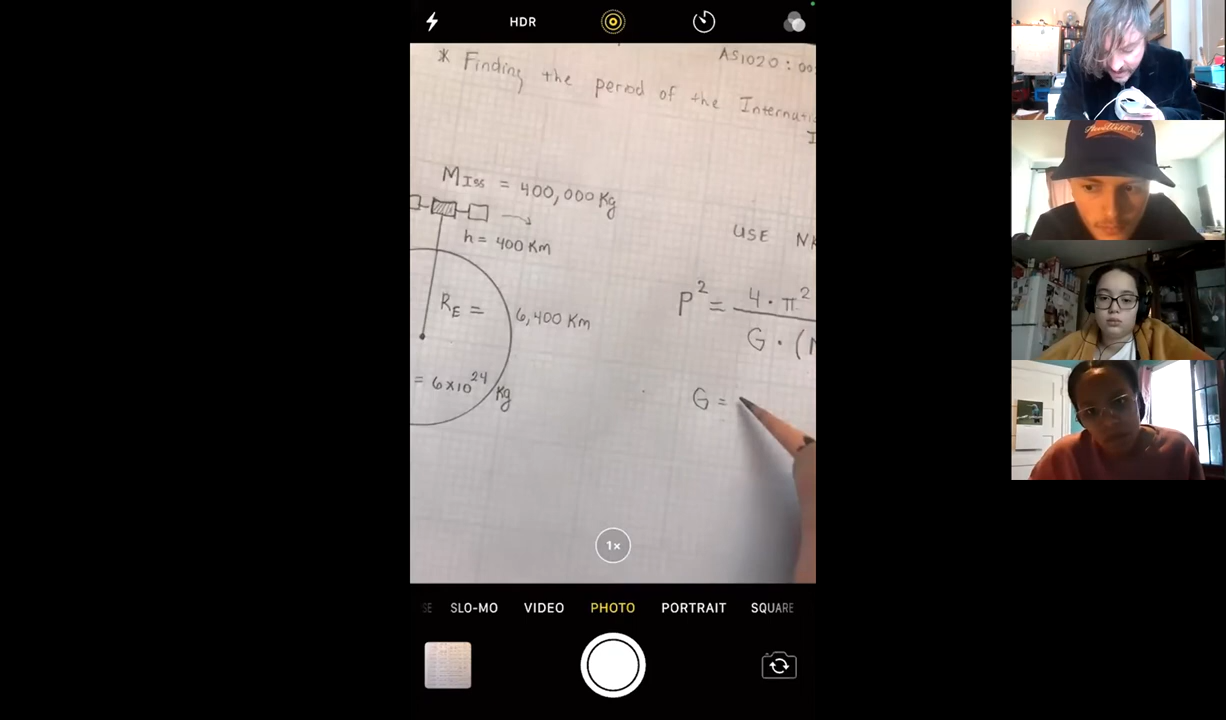 HDR
AS1020: 00
* Finding the period of the Internati
I
MIss = 400,000 Kg
h = 400 Km
USE
RE = 6,400 Km
P² = 4 · π²
G · (
= 6x10²⁴ Kg
G =
1×
SLO-MO VIDEO PHOTO PORTRAIT SQUARE